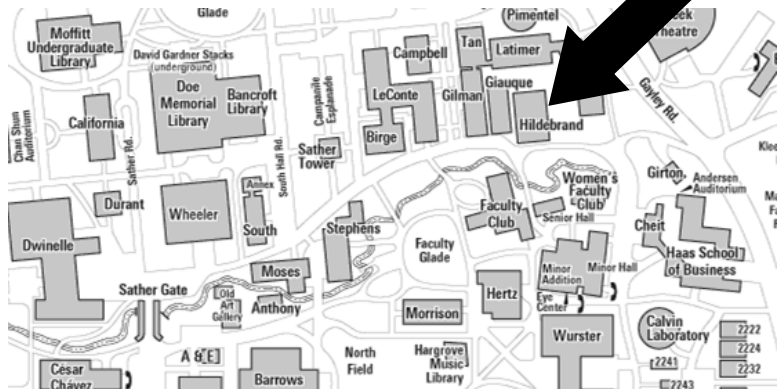 Glade
Pimentel
Greek
Theatre
Moffitt
Undergraduate
Library
David Gardner Stacks
(underground)
Campbell
Tan
Latimer
Doe
Memorial
Library
Bancroft
Library
Campanile
Esplanade
LeConte
Gilman
Giauque
Gayley Rd.
Chan Shun
Auditorium
California
Sather Rd.
South Hall Rd.
Birge
Hildebrand
Sather
Tower
Women's
Faculty
Club
Girton
Andersen
Auditorium
Annex
Durant
Wheeler
South
Stephens
Faculty
Club
Senior Hall
Cheit
Dwinelle
Faculty
Glade
Haas School
of Business
Moses
Minor
Addition
Minor Hall
Sather Gate
Old
Art
Gallery
Anthony
Hertz
Eye
Center
Morrison
Wurster
Calvin
Laboratory
2222
2224
2232
2241
2243
César
Chávez
A & E
Barrows
North
Field
Hargrove
Music
Library